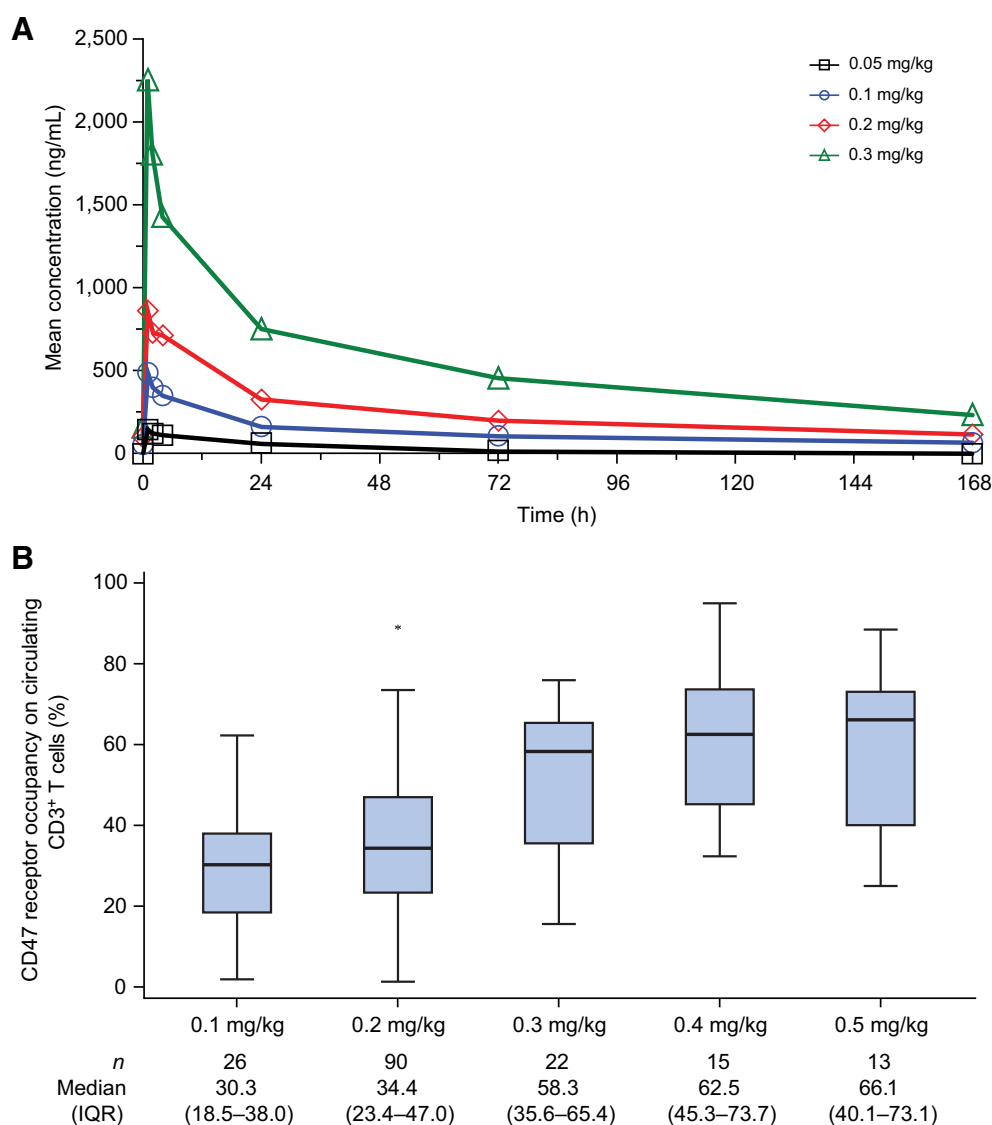 A
Mean concentration (ng/mL)
2,500
2,000
1,500
1,000
500
0
0 24 48 72 96 120 144 168
Time (h)
0.05 mg/kg
0.1 mg/kg
0.2 mg/kg
0.3 mg/kg
B
CD47 receptor occupancy on circulating
CD3⁺ T cells (%)
100
80
60
40
20
0
*
0.1 mg/kg 0.2 mg/kg 0.3 mg/kg 0.4 mg/kg 0.5 mg/kg
n 26 90 22 15 13
Median 30.3 34.4 58.3 62.5 66.1
(IQR) (18.5–38.0) (23.4–47.0) (35.6–65.4) (45.3–73.7) (40.1–73.1)